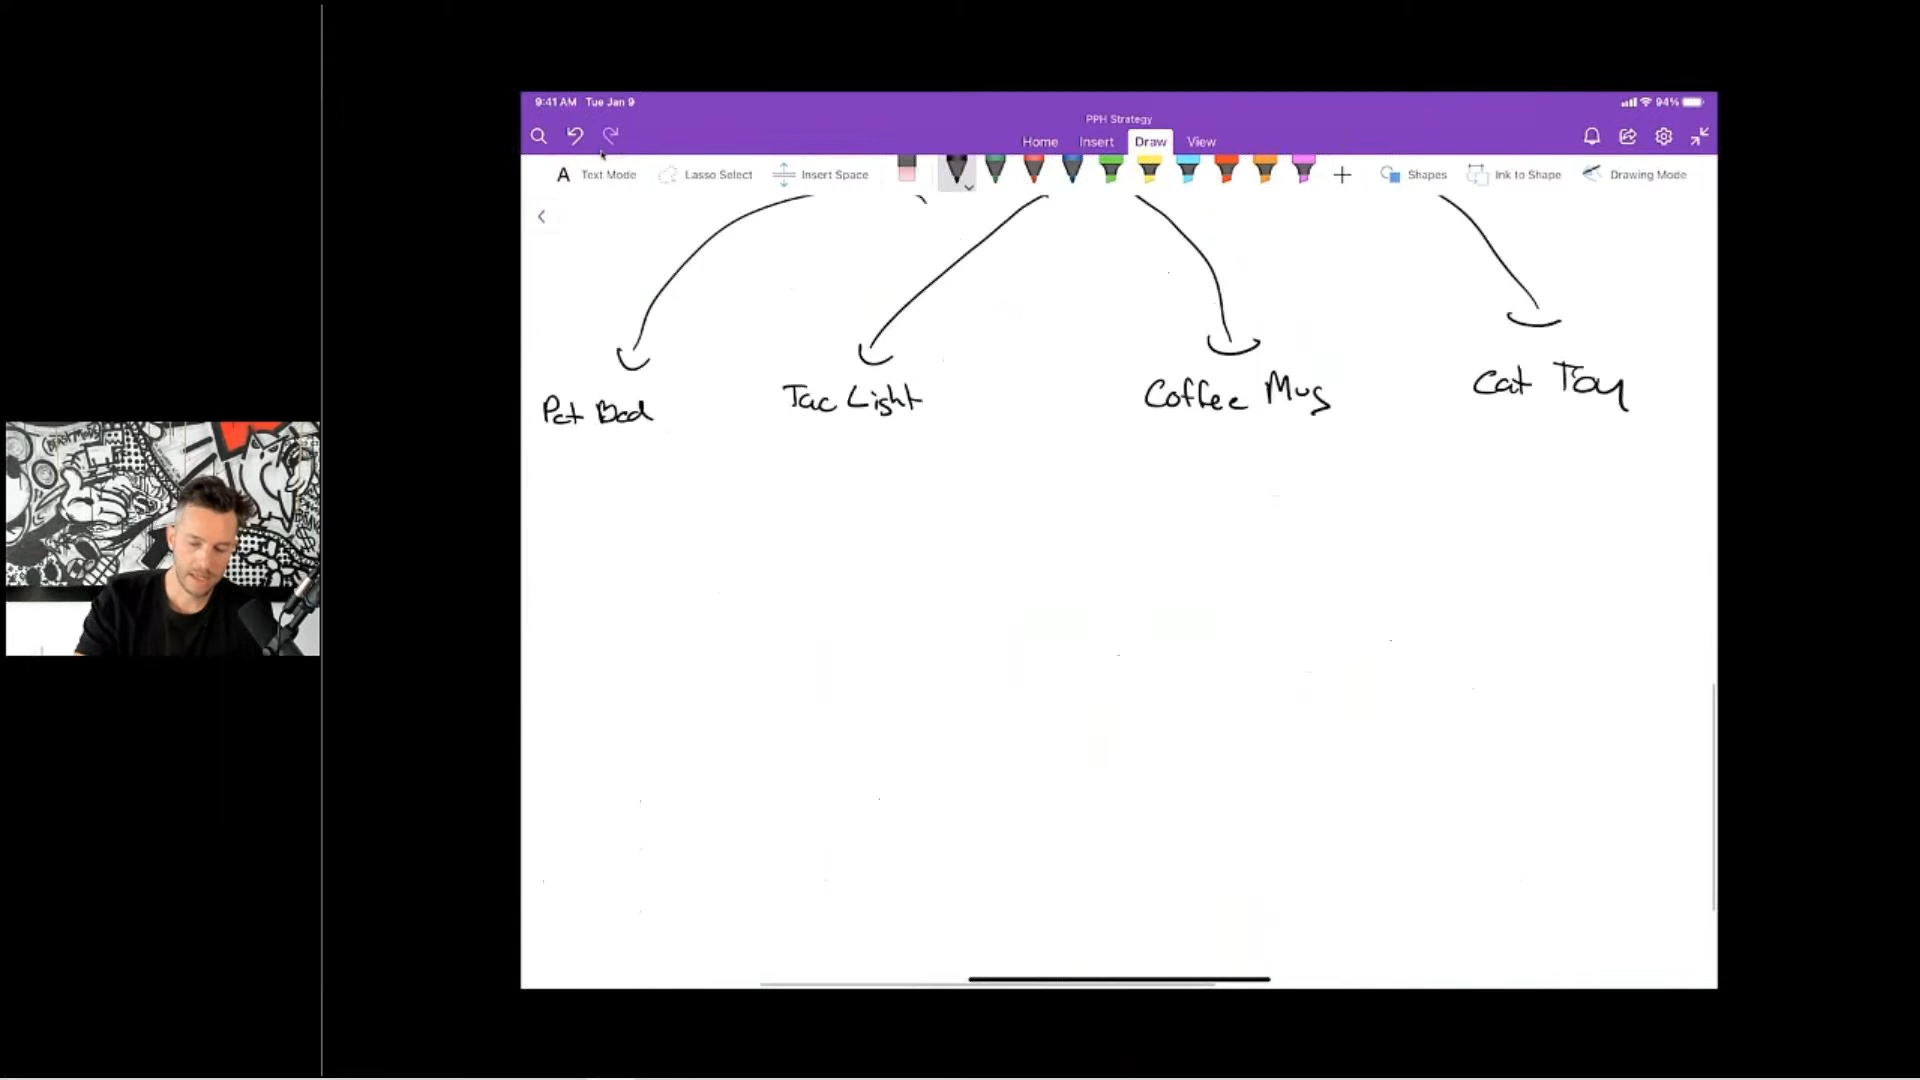 9:41 AM Tue Jan 9
94%
PPH Strategy
Home Insert Draw View
A Text Mode Lasso Select Insert Space Shapes Ink to Shape Drawing Mode
Pet Bed
Tac Light
Coffee Mug
Cat Toy